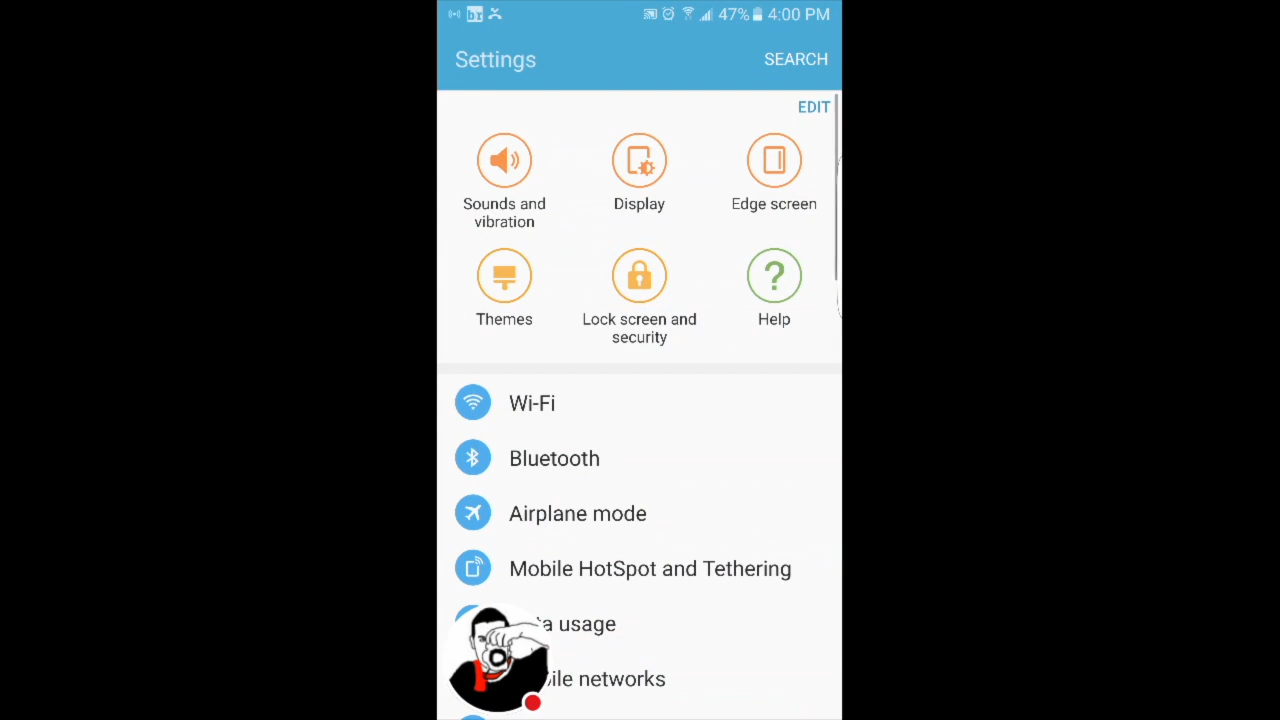 47% 4:00 PM
Settings SEARCH
EDIT
Sounds and vibration
Display
Edge screen
Themes
Lock screen and security
Help
Wi-Fi
Bluetooth
Airplane mode
Mobile HotSpot and Tethering
usage
networks